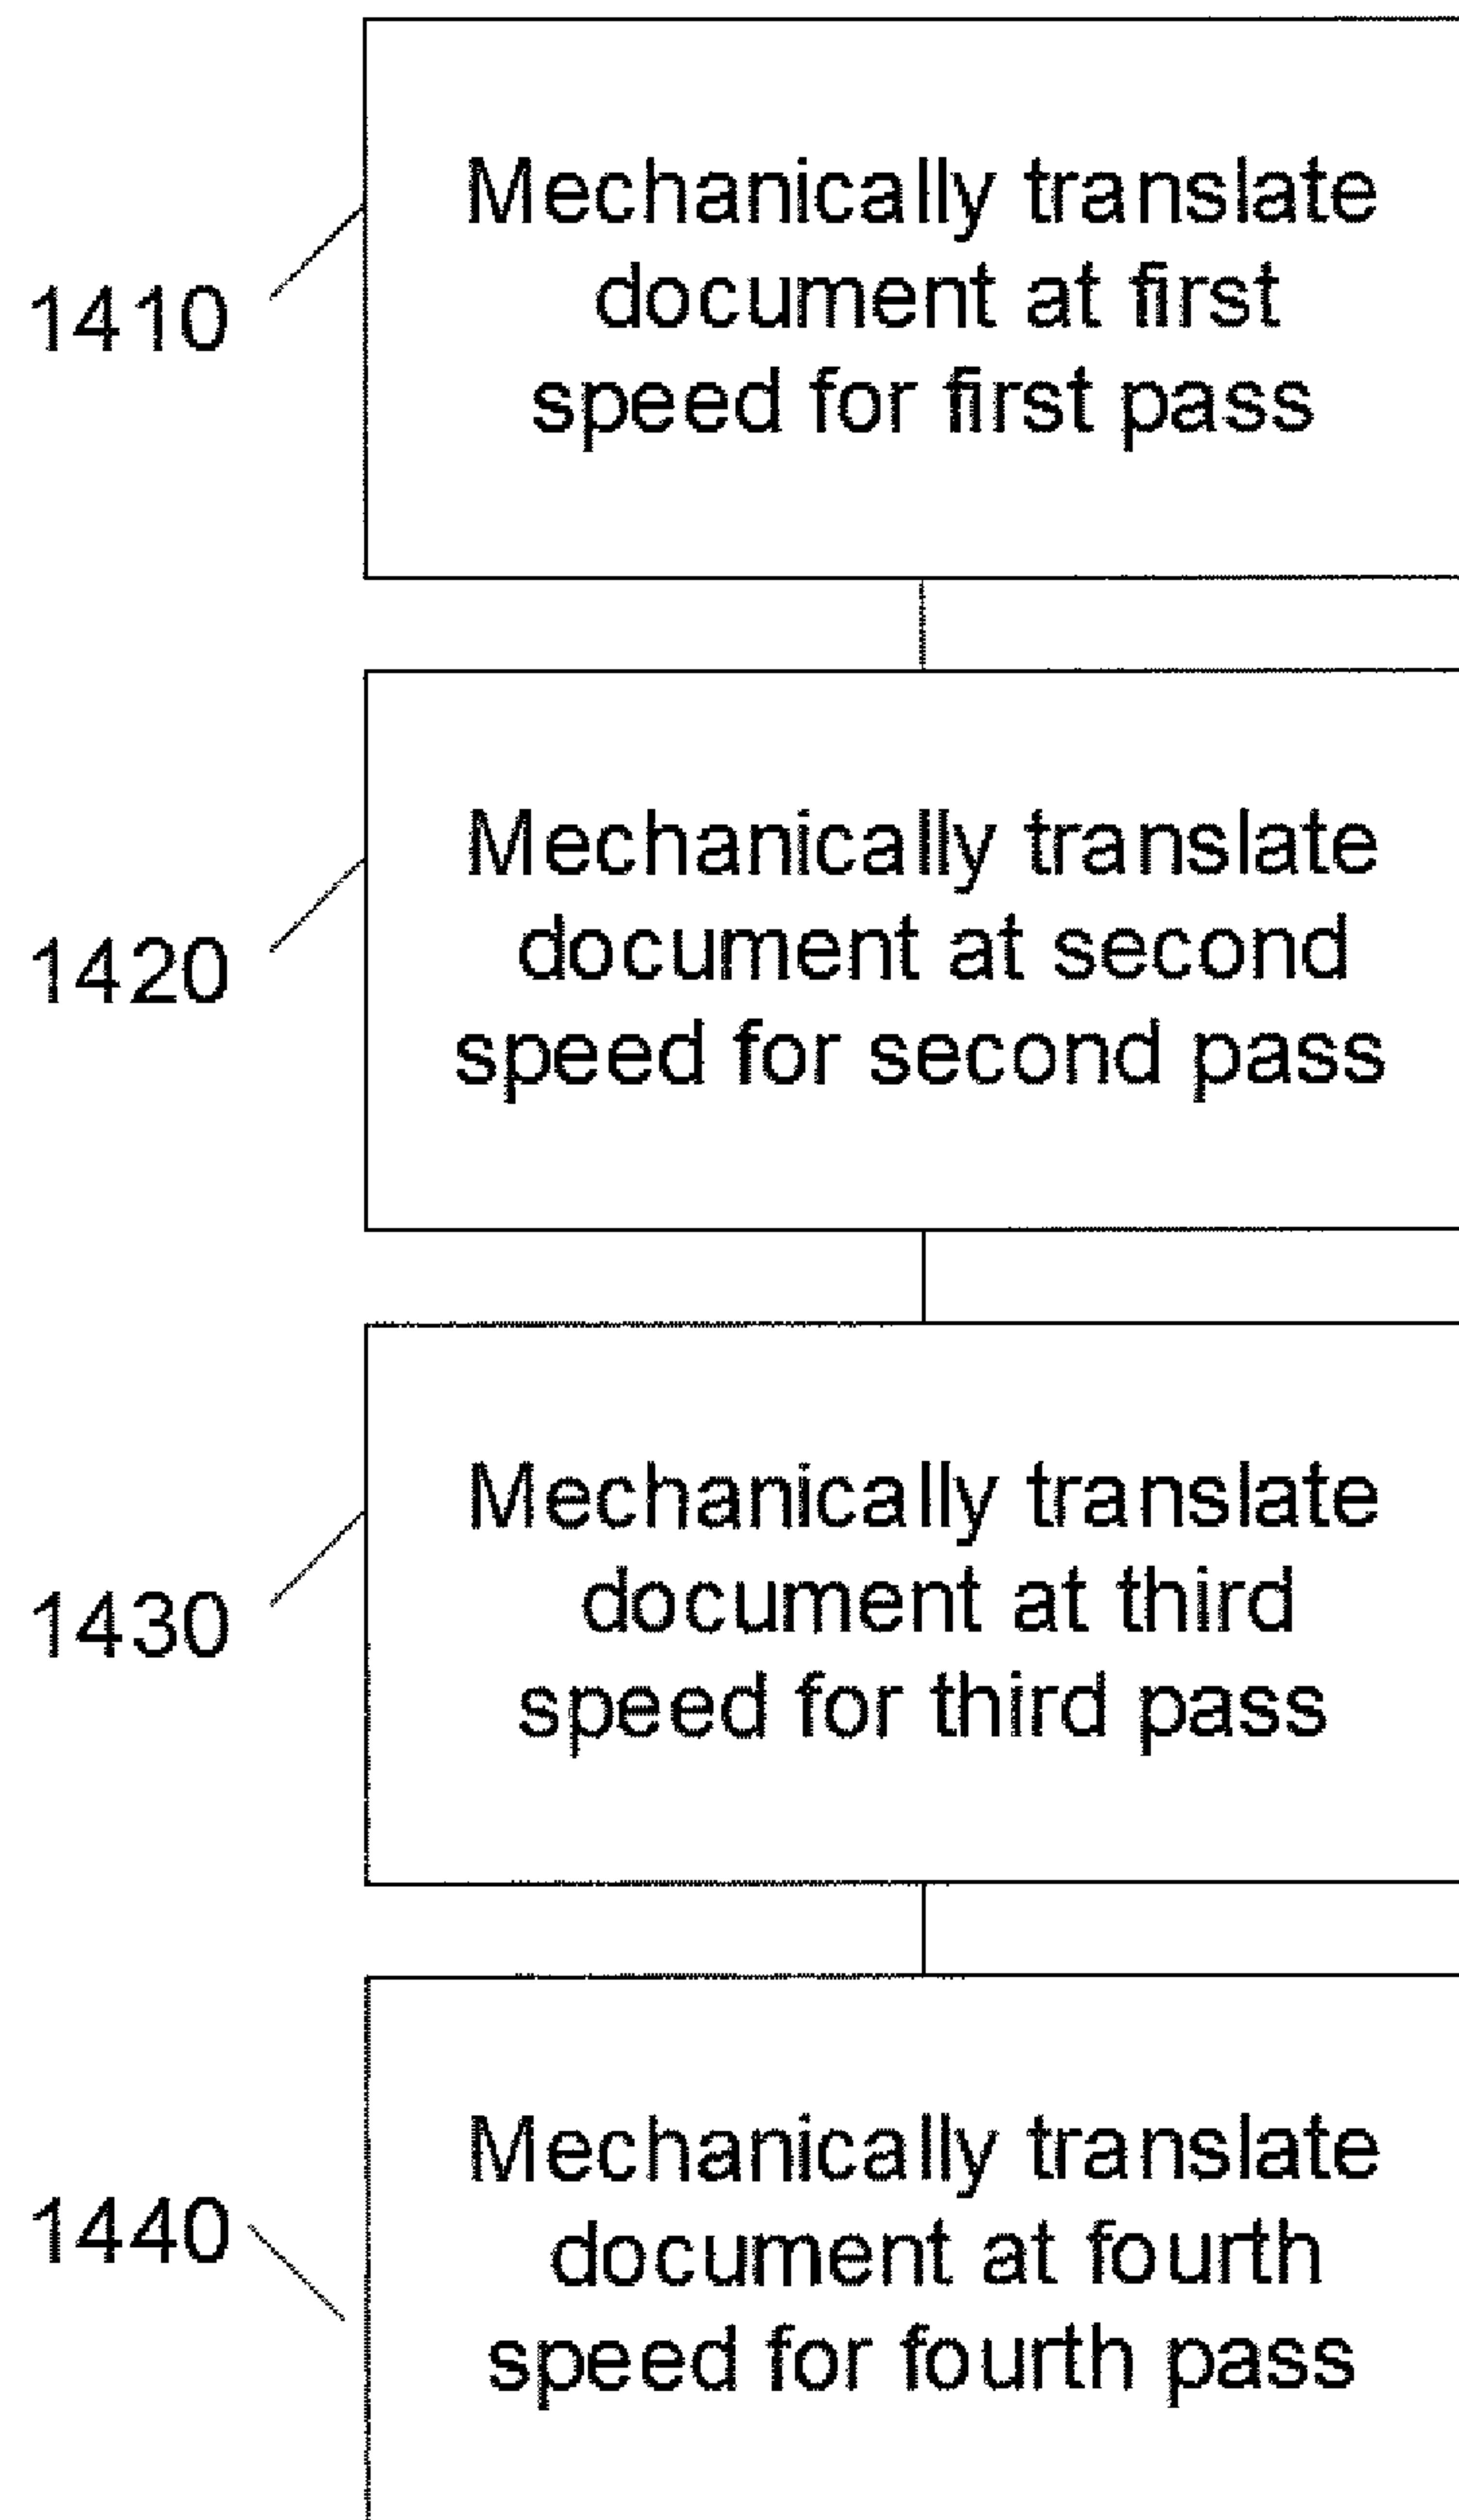 Mechanically translate
document at first
speed for first pass
1410
Mechanically translate
document at second
speed for second pass
1420
Mechanically translate
document at third
speed for third pass
1430
Mechanically translate
document at fourth
speed for fourth pass
1440